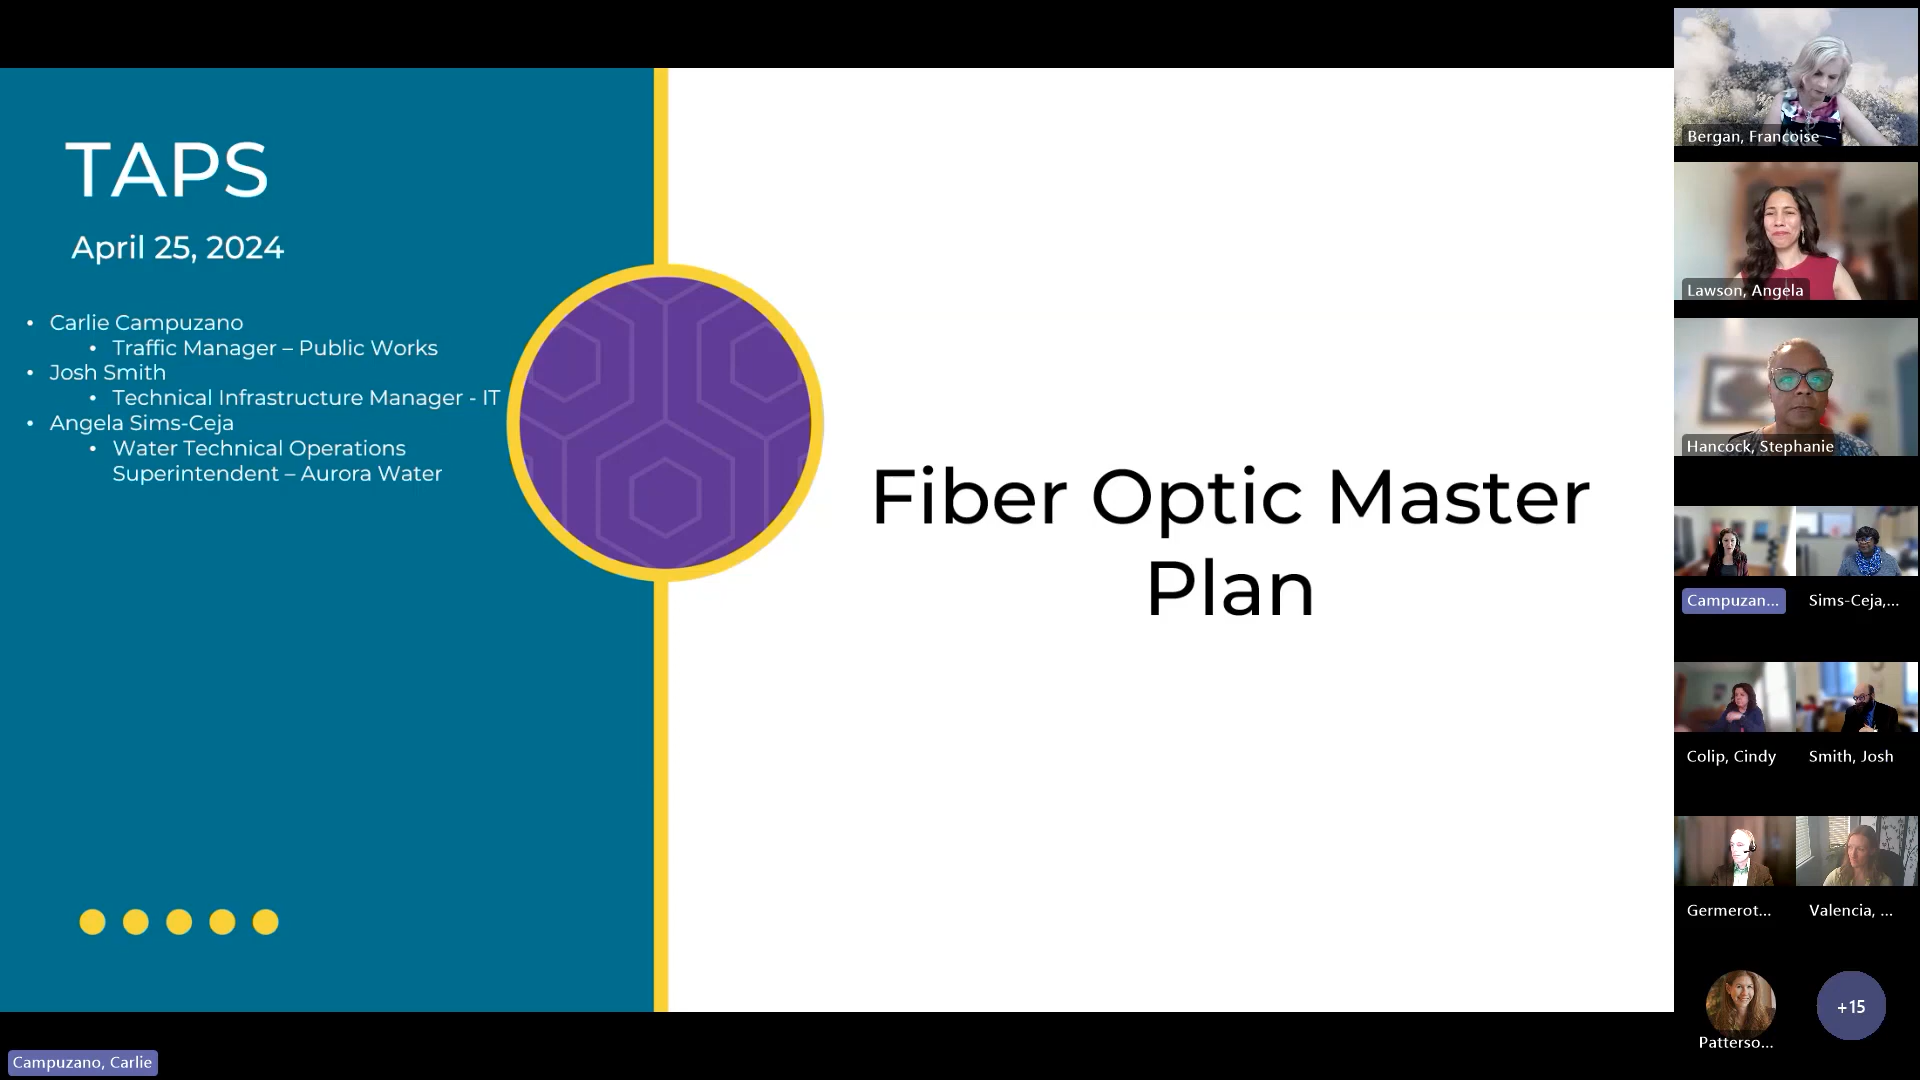 TAPS
April 25, 2024
• Carlie Campuzano
• Traffic Manager – Public Works
• Josh Smith
• Technical Infrastructure Manager - IT
• Angela Sims-Ceja
• Water Technical Operations
Superintendent – Aurora Water
Fiber Optic Master
Plan
Bergan, Francoise
Lawson, Angela
Hancock, Stephanie
Campuzan...
Sims-Ceja,...
Colip, Cindy
Smith, Josh
Germerot...
Valencia, ...
Patterso...
+15
Campuzano, Carlie